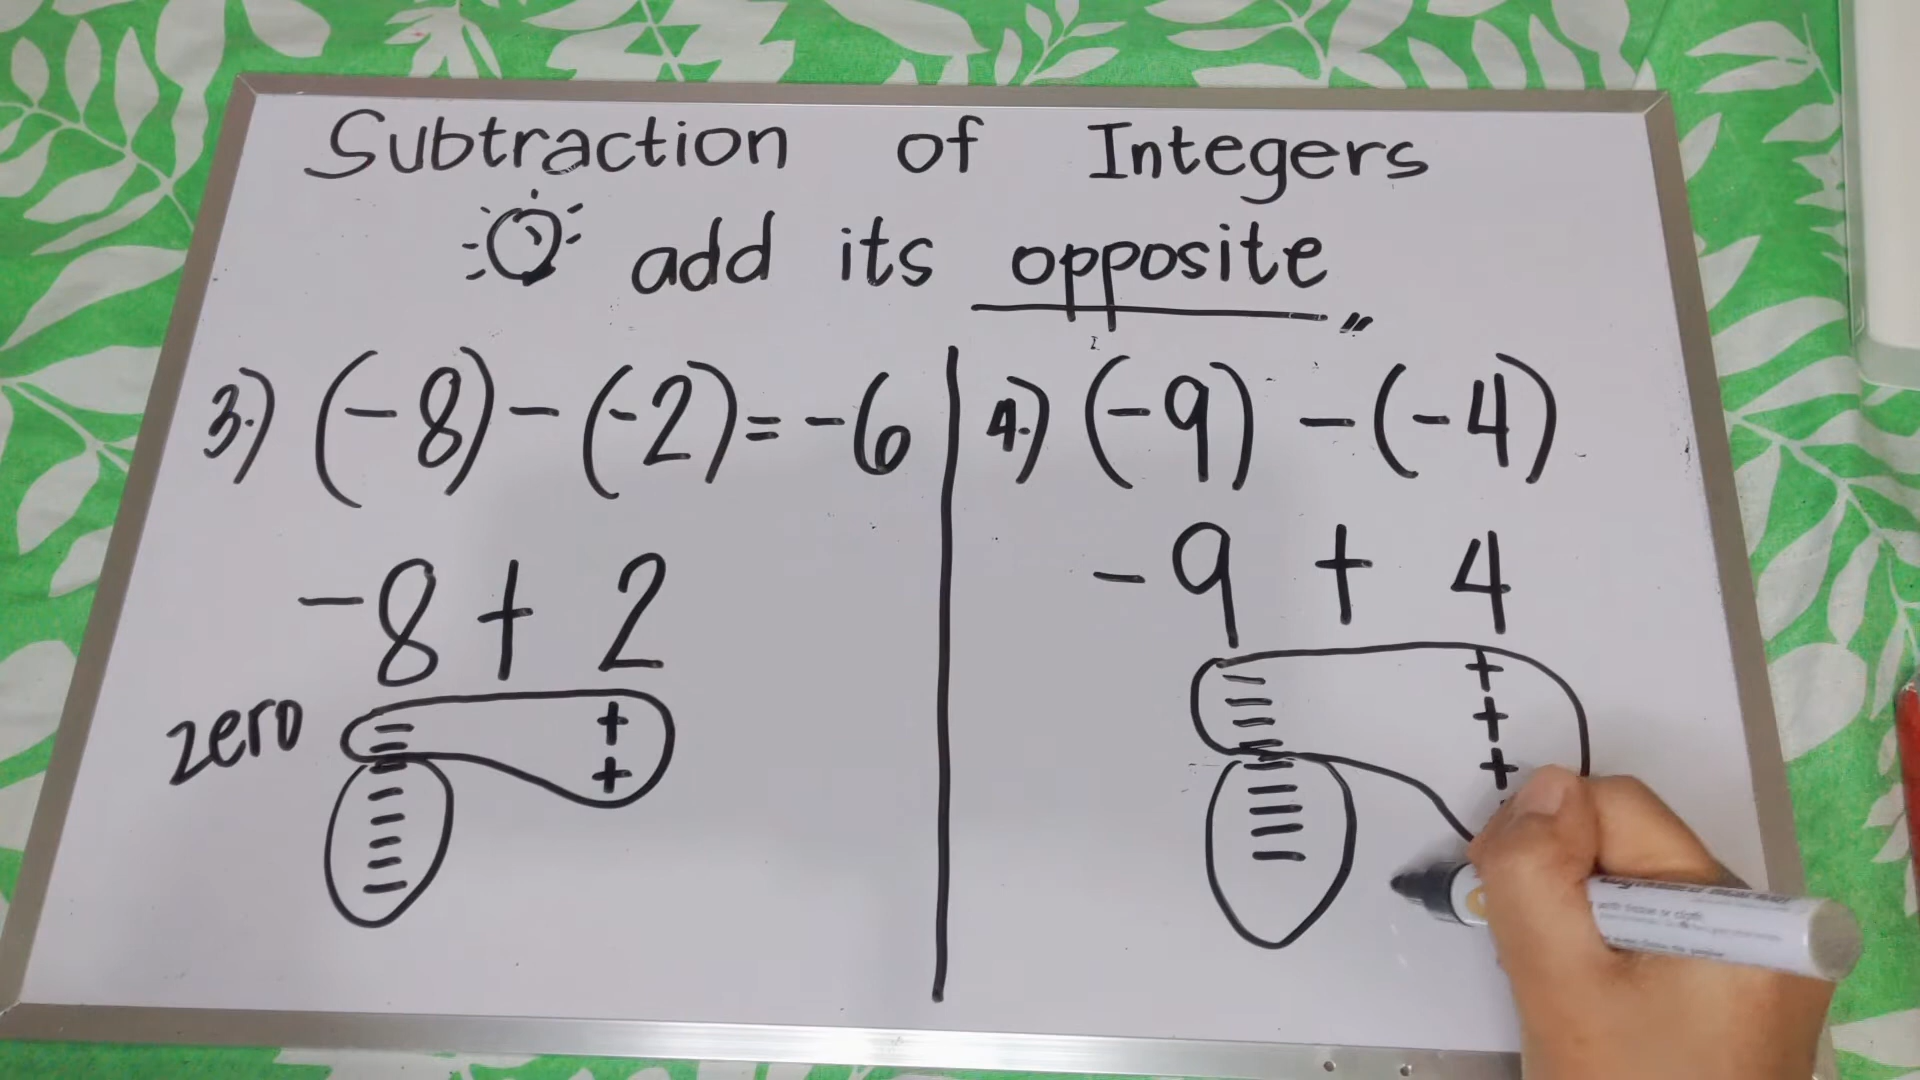 Subtraction of Integers
add its opposite"
3.) (-8) - (-2) = -6
-8 + 2
zero
4.) (-9) - (-4)
-9 + 4